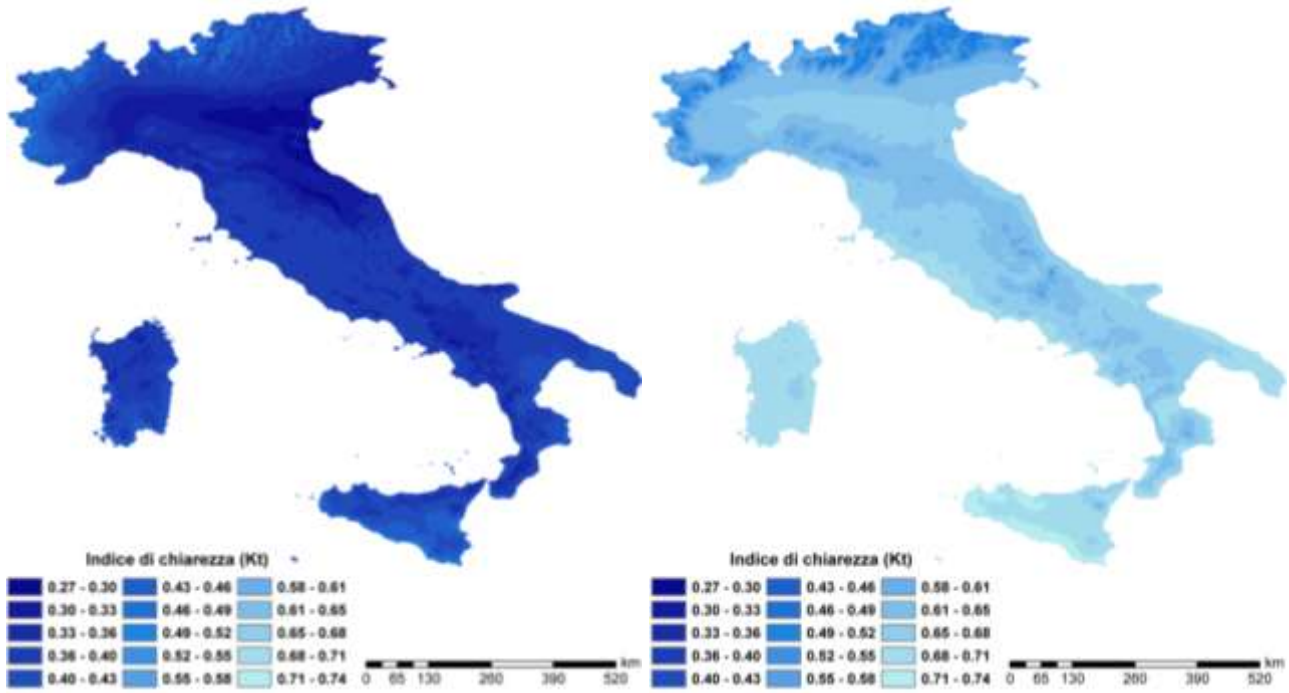 Indice di chiarezza (Kt)
0.27 - 0.30 0.43 - 0.46 0.58 - 0.61
0.30 - 0.33 0.46 - 0.49 0.61 - 0.65
0.33 - 0.36 0.49 - 0.52 0.65 - 0.68
0.36 - 0.40 0.52 - 0.55 0.68 - 0.71
0.40 - 0.43 0.55 - 0.58 0.71 - 0.74
km
0 65 130 260 390 520
Indice di chiarezza (Kt)
0.27 - 0.30 0.43 - 0.46 0.58 - 0.61
0.30 - 0.33 0.46 - 0.49 0.61 - 0.65
0.33 - 0.36 0.49 - 0.52 0.65 - 0.68
0.36 - 0.40 0.52 - 0.55 0.68 - 0.71
0.40 - 0.43 0.55 - 0.58 0.71 - 0.74
km
0 65 130 260 390 520